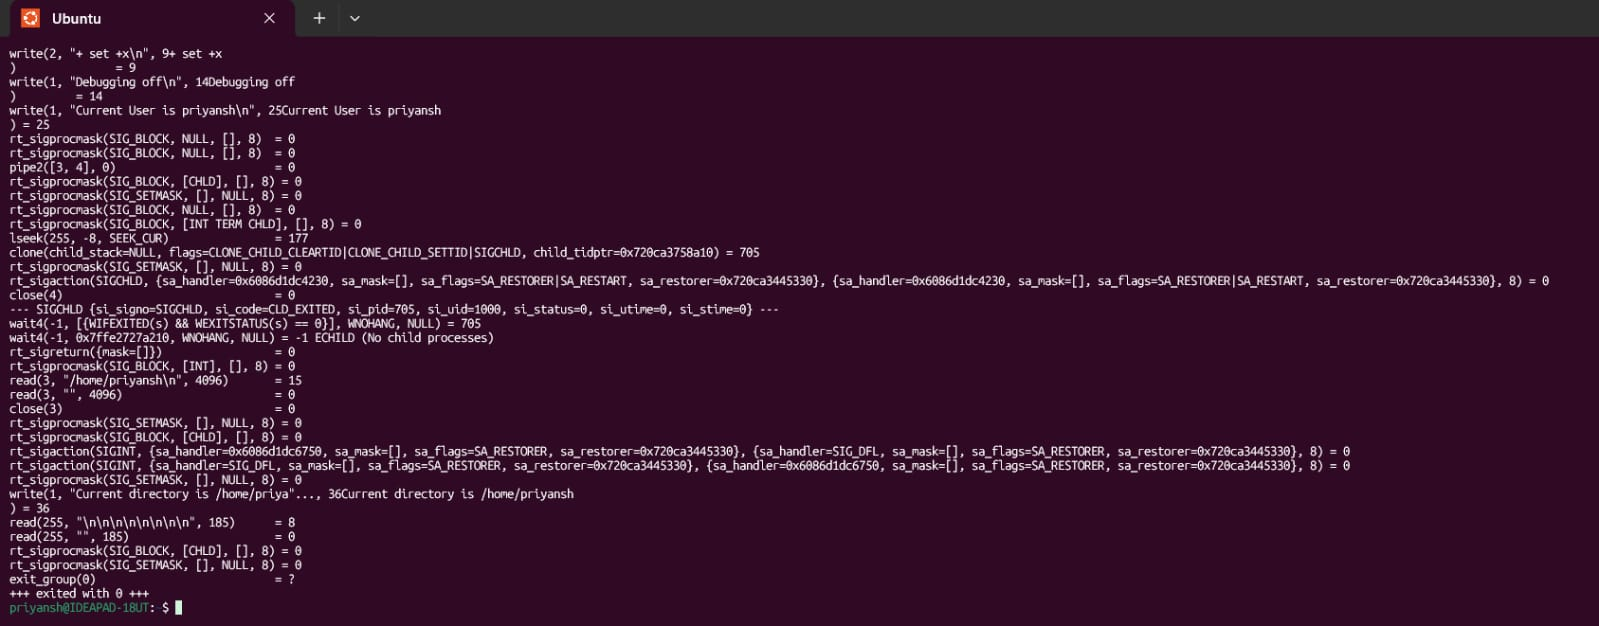 Ubuntu
write(2, "+ set +x\n", 9+ set +x
)               = 9
write(1, "Debugging off\n", 14Debugging off
)         = 14
write(1, "Current User is priyansh\n", 25Current User is priyansh
) = 25
rt_sigprocmask(SIG_BLOCK, NULL, [], 8)  = 0
rt_sigprocmask(SIG_BLOCK, NULL, [], 8)  = 0
pipe2([3, 4], 0)                        = 0
rt_sigprocmask(SIG_BLOCK, [CHLD], [], 8) = 0
rt_sigprocmask(SIG_SETMASK, [], NULL, 8) = 0
rt_sigprocmask(SIG_BLOCK, NULL, [], 8)  = 0
rt_sigprocmask(SIG_BLOCK, [INT TERM CHLD], [], 8) = 0
lseek(255, -8, SEEK_CUR)                = 177
clone(child_stack=NULL, flags=CLONE_CHILD_CLEARTID|CLONE_CHILD_SETTID|SIGCHLD, child_tidptr=0x720ca3758a10) = 705
rt_sigprocmask(SIG_SETMASK, [], NULL, 8) = 0
rt_sigaction(SIGCHLD, {sa_handler=0x6086d1dc4230, sa_mask=[], sa_flags=SA_RESTORER|SA_RESTART, sa_restorer=0x720ca3445330}, {sa_handler=0x6086d1dc4230, sa_mask=[], sa_flags=SA_RESTORER|SA_RESTART, sa_restorer=0x720ca3445330}, 8) = 0
close(4)                                = 0
--- SIGCHLD {si_signo=SIGCHLD, si_code=CLD_EXITED, si_pid=705, si_uid=1000, si_status=0, si_utime=0, si_stime=0} ---
wait4(-1, [{WIFEXITED(s) && WEXITSTATUS(s) == 0}], WNOHANG, NULL) = 705
wait4(-1, 0x7ffe2727a210, WNOHANG, NULL) = -1 ECHILD (No child processes)
rt_sigreturn({mask=[]})                 = 0
rt_sigprocmask(SIG_BLOCK, [INT], [], 8) = 0
read(3, "/home/priyansh\n", 4096)       = 15
read(3, "", 4096)                       = 0
close(3)                                = 0
rt_sigprocmask(SIG_SETMASK, [], NULL, 8) = 0
rt_sigprocmask(SIG_BLOCK, [CHLD], [], 8) = 0
rt_sigaction(SIGINT, {sa_handler=0x6086d1dc6750, sa_mask=[], sa_flags=SA_RESTORER, sa_restorer=0x720ca3445330}, {sa_handler=SIG_DFL, sa_mask=[], sa_flags=SA_RESTORER, sa_restorer=0x720ca3445330}, 8) = 0
rt_sigaction(SIGINT, {sa_handler=SIG_DFL, sa_mask=[], sa_flags=SA_RESTORER, sa_restorer=0x720ca3445330}, {sa_handler=0x6086d1dc6750, sa_mask=[], sa_flags=SA_RESTORER, sa_restorer=0x720ca3445330}, 8) = 0
rt_sigprocmask(SIG_SETMASK, [], NULL, 8) = 0
write(1, "Current directory is /home/priya"..., 36Current directory is /home/priyansh
) = 36
read(255, "\n\n\n\n\n\n\n\n", 185)      = 8
read(255, "", 185)                      = 0
rt_sigprocmask(SIG_BLOCK, [CHLD], [], 8) = 0
rt_sigprocmask(SIG_SETMASK, [], NULL, 8) = 0
exit_group(0)                           = ?
+++ exited with 0 +++
priyansh@IDEAPAD-18UT:~$